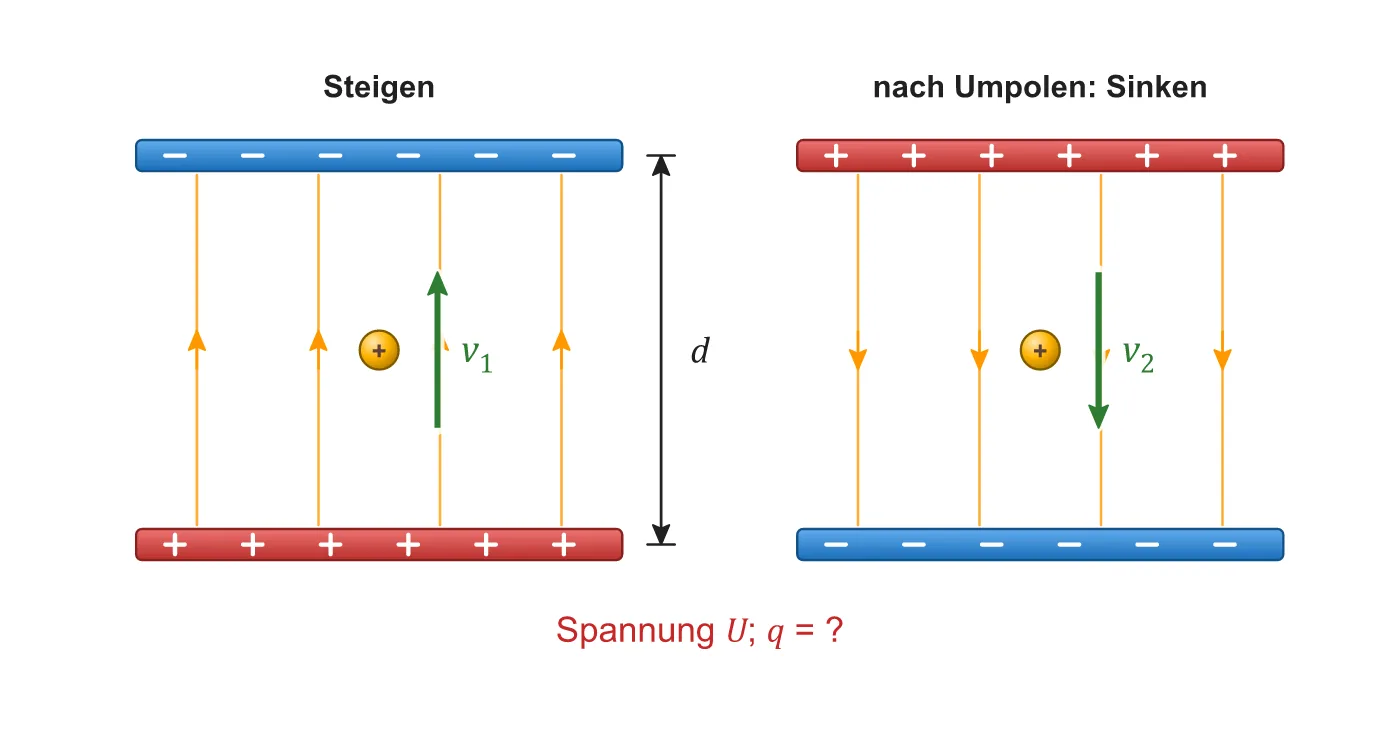 Steigen
nach Umpolen: Sinken
− − − − − −
+ + + + + +
+
v₁
d
+
v₂
+ + + + + +
− − − − − −
Spannung U; q = ?